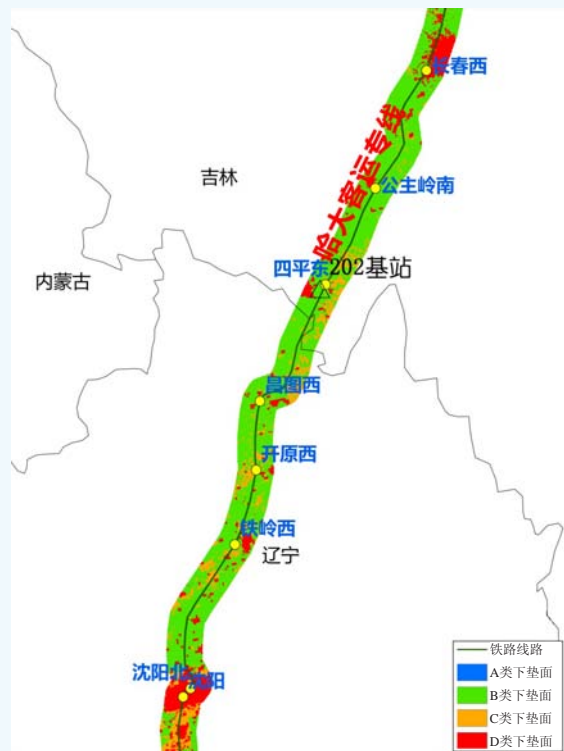 长春西
哈大客运专线
公主岭南
吉林
四平东
202基站
内蒙古
昌图西
开原西
铁岭西
辽宁
沈阳北
沈阳
铁路线路
A类下垫面
B类下垫面
C类下垫面
D类下垫面